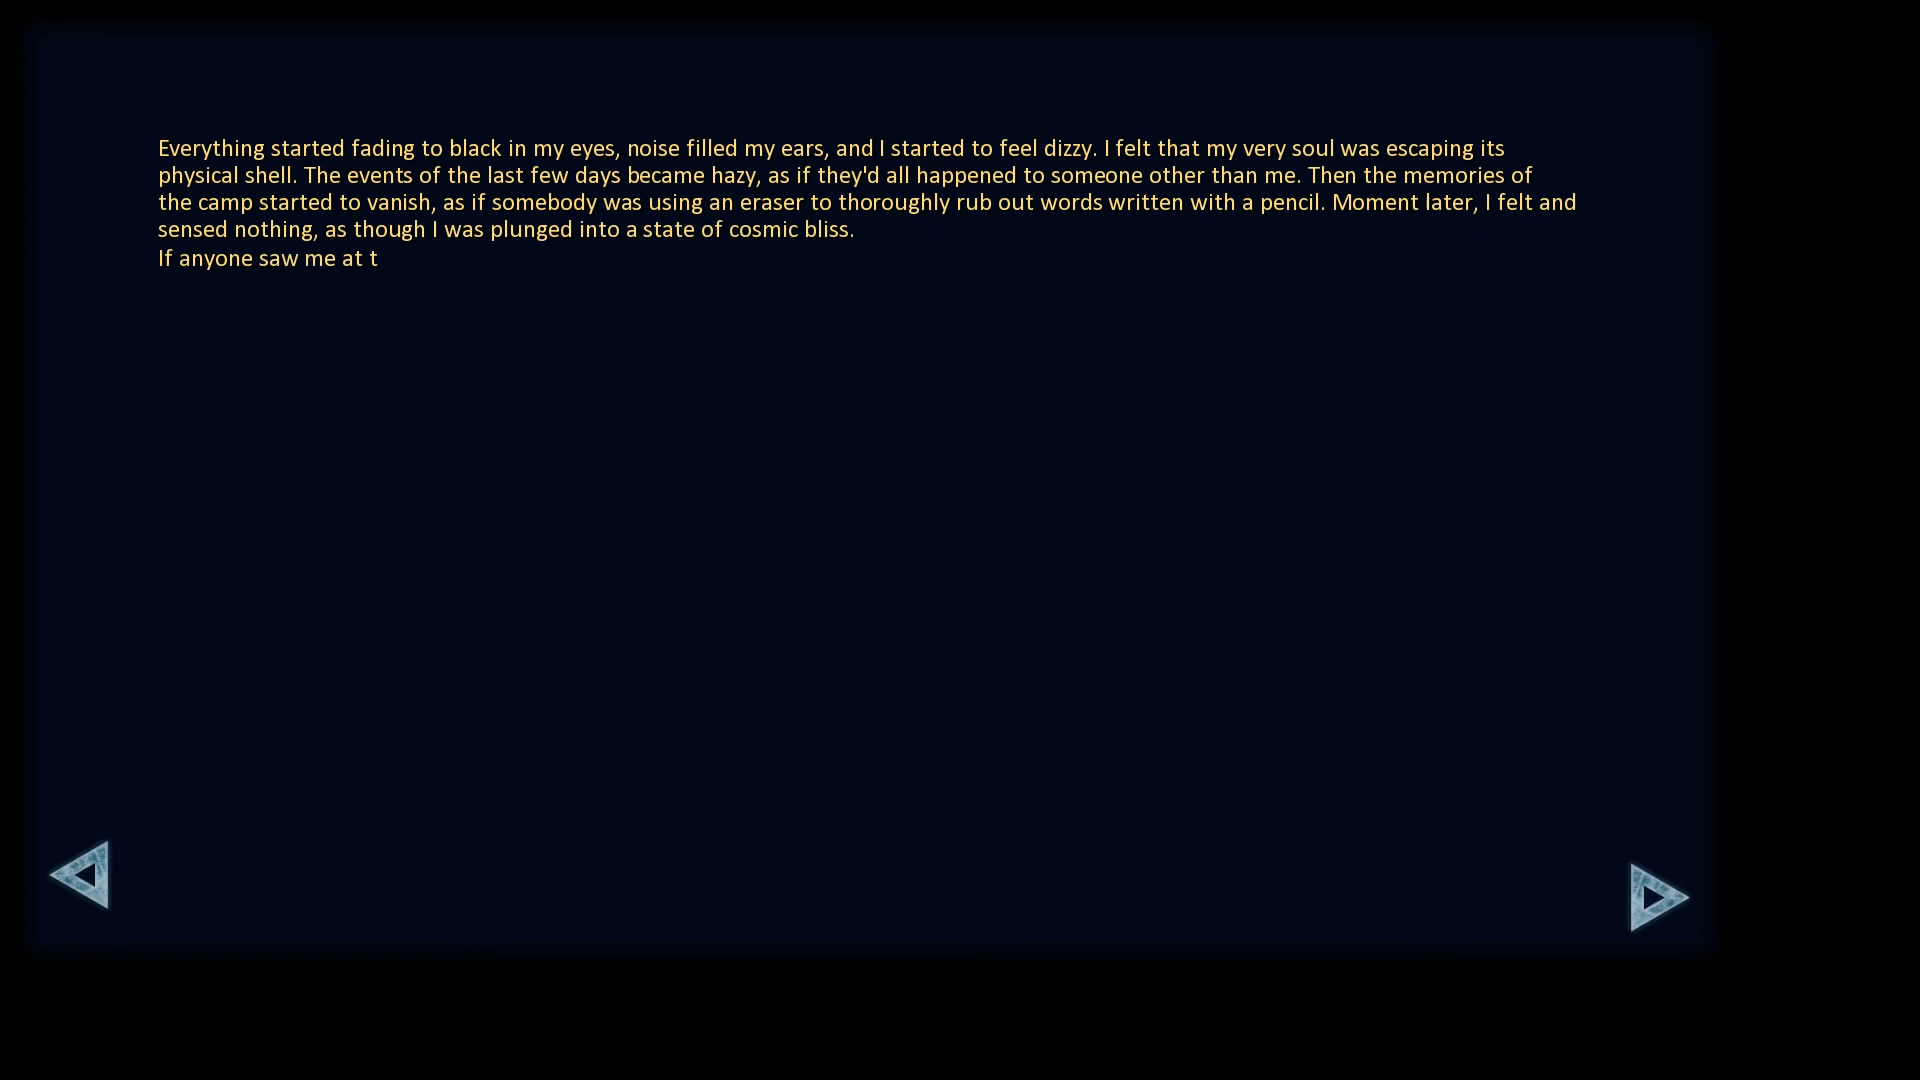 Everything started fading to black in my eyes, noise filled my ears, and I started to feel dizzy. I felt that my very soul was escaping its
physical shell. The events of the last few days became hazy, as if they'd all happened to someone other than me. Then the memories of
the camp started to vanish, as if somebody was using an eraser to thoroughly rub out words written with a pencil. Moment later, I felt and
sensed nothing, as though I was plunged into a state of cosmic bliss.
If anyone saw me at t